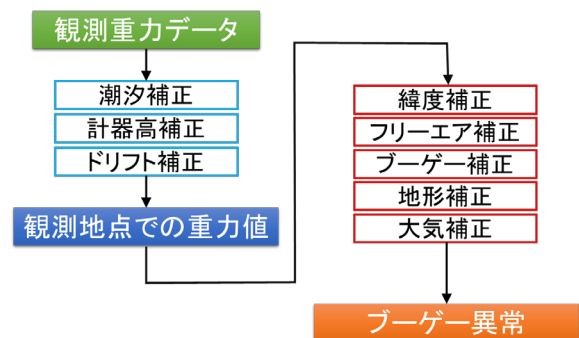 観測重力データ
潮汐補正
計器高補正
ドリフト補正
観測地点での重力値
緯度補正
フリーエア補正
ブーゲー補正
地形補正
大気補正
ブーゲー異常